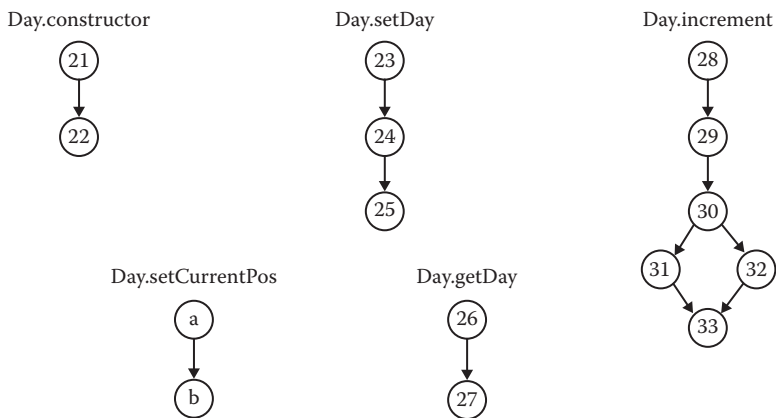 Day.constructor
21
22
Day.setDay
23
24
25
Day.increment
28
29
30
31
32
33
Day.setCurrentPos
a
b
Day.getDay
26
27